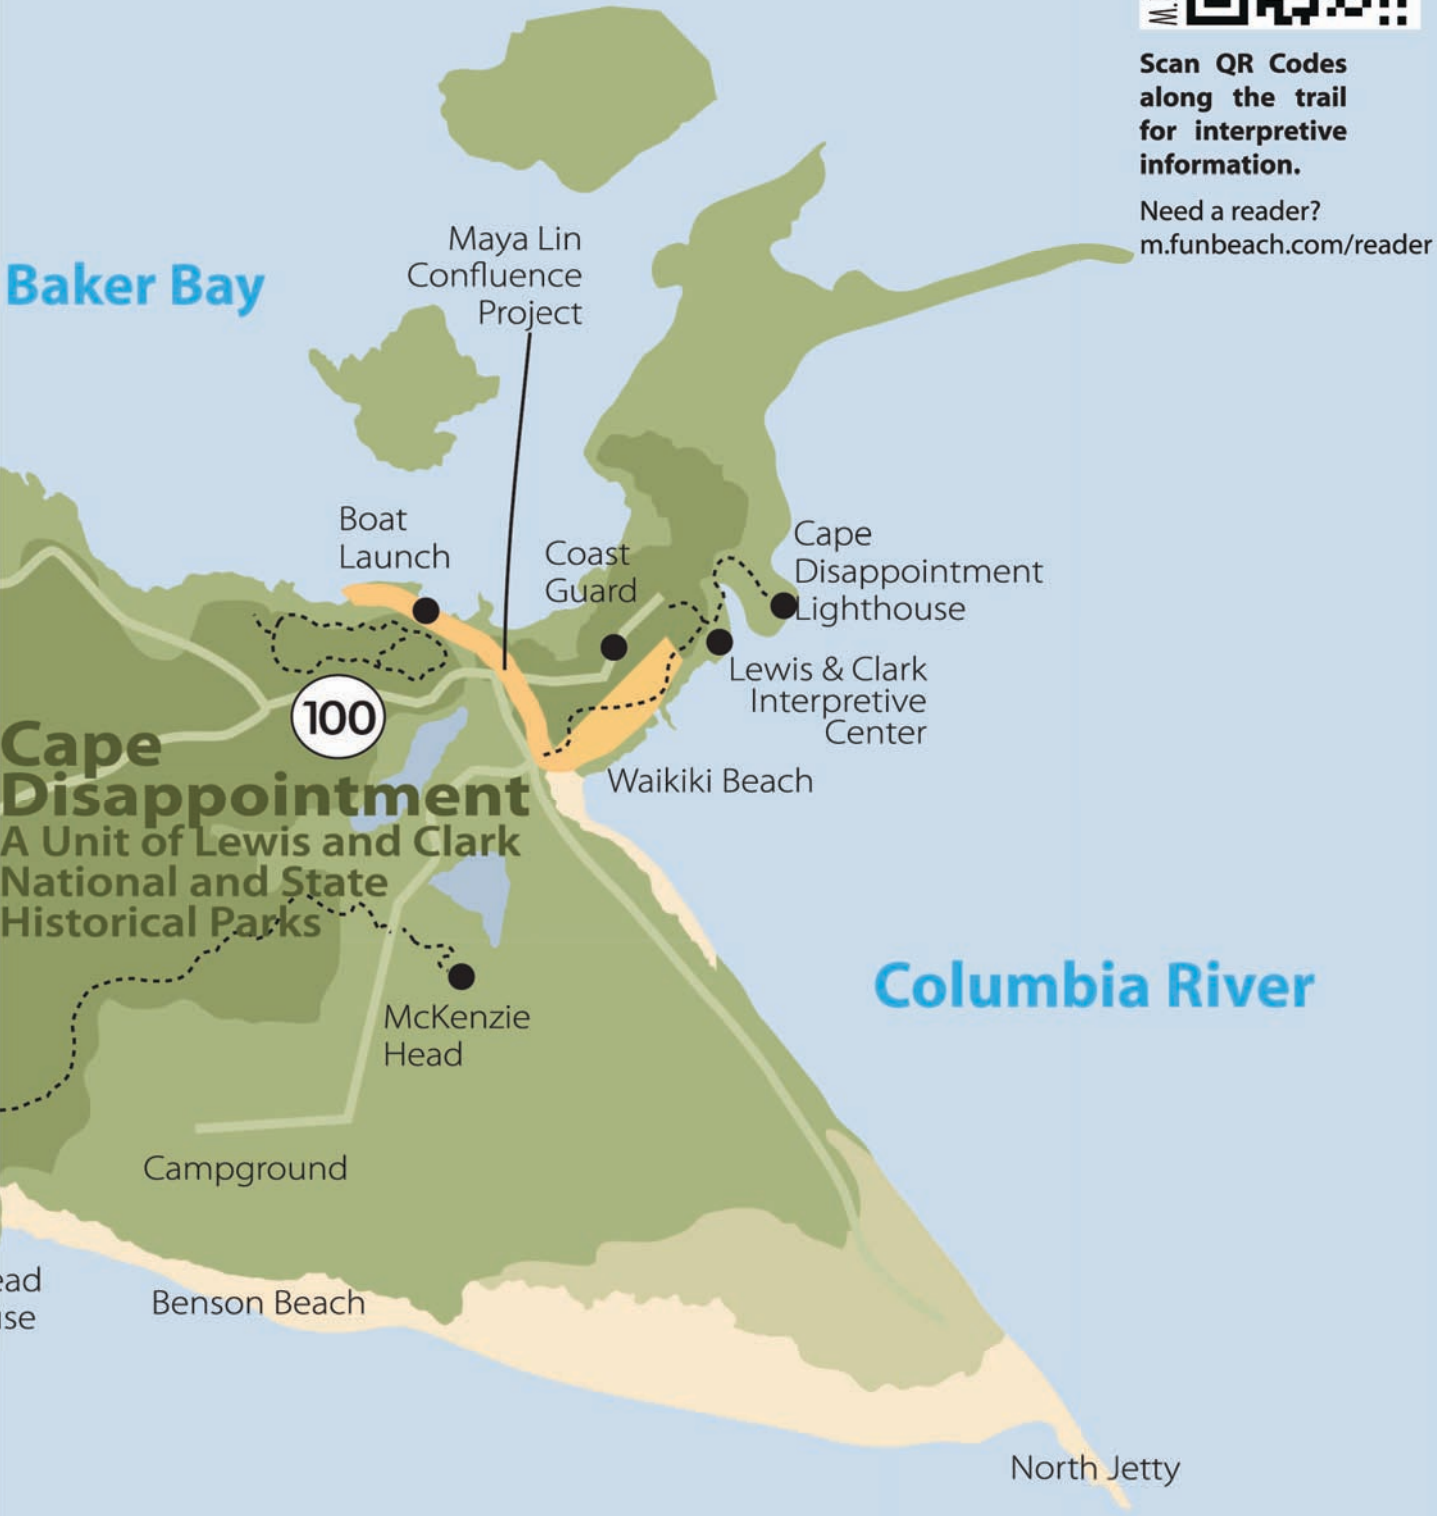 W.
Scan QR Codes
along the trail
for interpretive
information.
Need a reader?
m.funbeach.com/reader
Baker Bay
Maya Lin
Confluence
Project
Boat
Launch
Coast
Guard
Cape
Disappointment
Lighthouse
Lewis & Clark
Interpretive
Center
100
Cape
Disappointment
A Unit of Lewis and Clark
National and State
Historical Parks
Waikiki Beach
Columbia River
McKenzie
Head
Campground
ead
se
Benson Beach
North Jetty